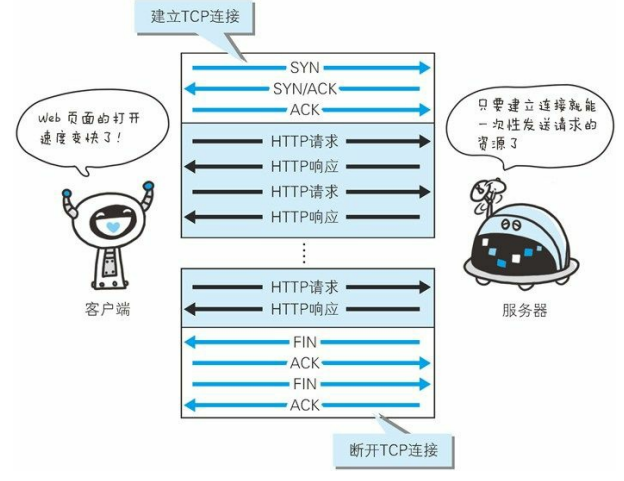 建立TCP连接
SYN
SYN/ACK
ACK
Web 页面的打开
速度变快了!
只要建立连接就能
一次性发送请求的
资源了
HTTP请求
HTTP响应
HTTP请求
HTTP响应
HTTP请求
HTTP响应
客户端
服务器
FIN
ACK
FIN
ACK
断开TCP连接